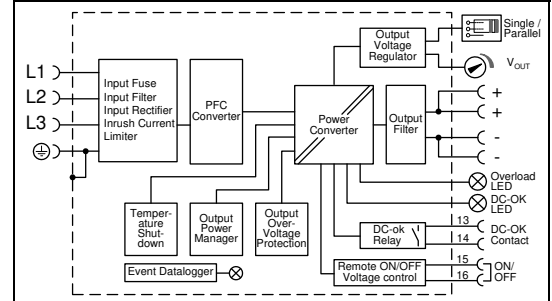 Output
Voltage
Regulator
Single /
Parallel
VOUT
L1
L2
L3
Input Fuse
Input Filter
Input Rectifier
Inrush Current
Limiter
PFC
Converter
Power
Converter
Output
Filter
+
+
-
-
Overload
LED
DC-OK
LED
Temper-
ature
Shut-
down
Output
Power
Manager
Output
Over-
Voltage
Protection
DC-ok
Relay
13
14
DC-OK
Contact
Event Datalogger
Remote ON/OFF
Voltage control
15
16
ON/
OFF